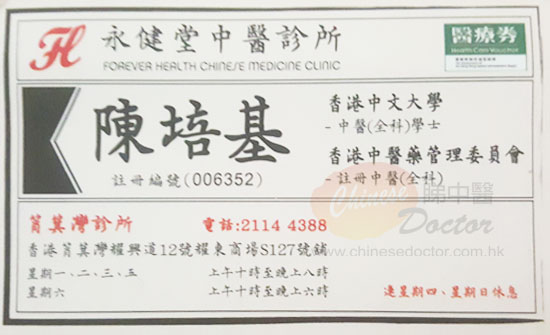 永健堂中醫診所
FOREVER HEALTH CHINESE MEDICINE CLINIC
醫療券
Health Care Voucher
陳培基
註冊編號(006352)
香港中文大學
- 中醫(全科)學士
香港中醫藥管理委員會
- 註冊中醫(全科)
Chinese 睇中醫
Doctor
www.chinesedoctor.com.hk
筲箕灣診所 電話:2114 4388
香港筲箕灣耀興道12號耀東商場S127號舖
星期一、二、三、五 上午十時至晚上八時
星期六 上午十時至晚上六時 逢星期四、星期日休息